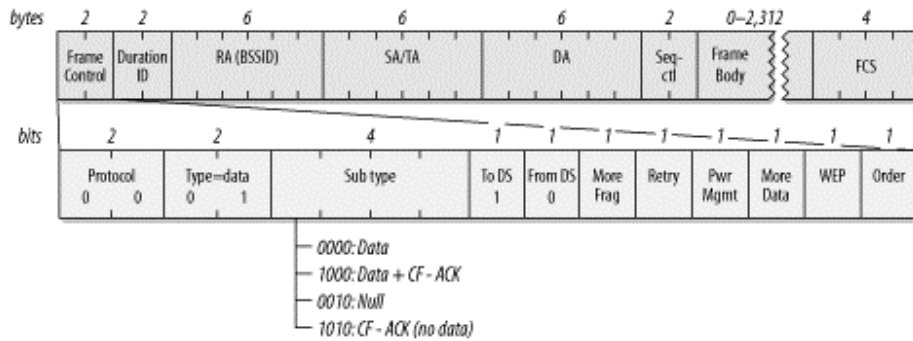 bytes 2 2 6 6 6 2 0–2,312 4
Frame Control Duration ID RA (BSSID) SA/TA DA Seq-ctl Frame Body FCS
bits 2 2 4 1 1 1 1 1 1 1 1
Protocol Type=data Sub type To DS From DS More Frag Retry Pwr Mgmt More Data WEP Order
0 0 0 1 1 0
0000: Data
1000: Data + CF - ACK
0010: Null
1010: CF - ACK (no data)